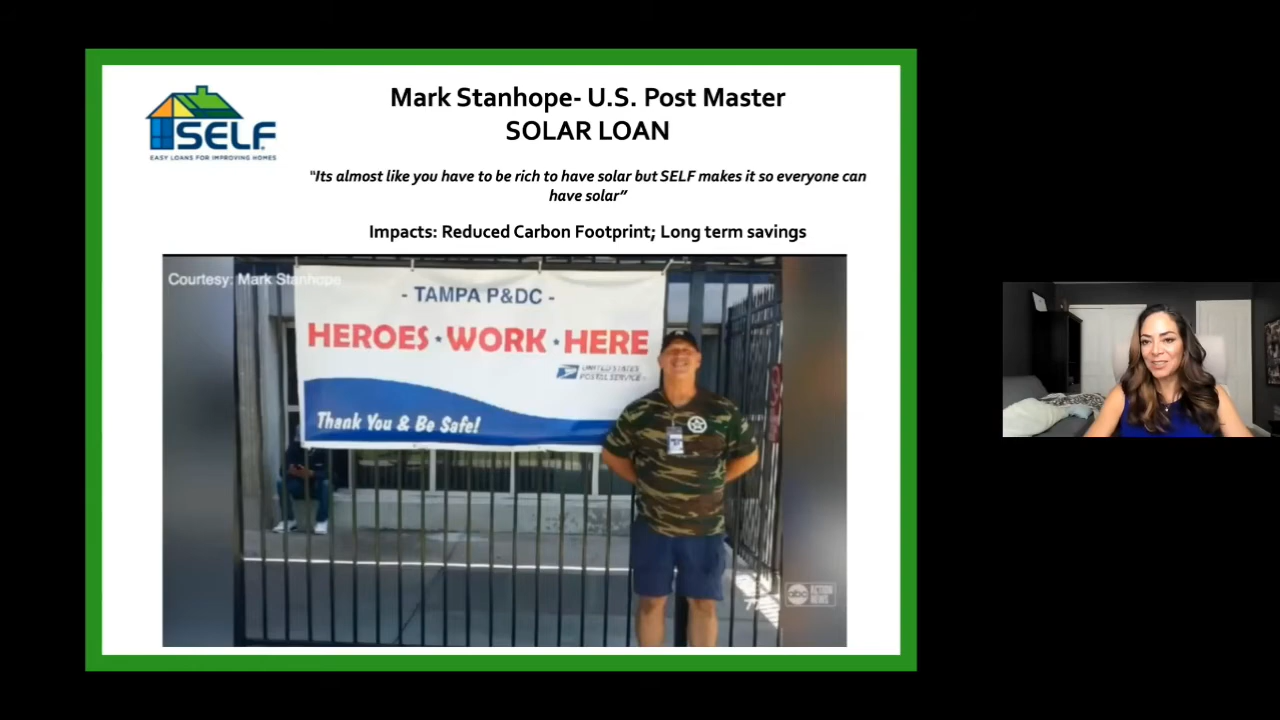 Mark Stanhope- U.S. Post Master
SOLAR LOAN
SELF
EASY LOANS FOR IMPROVING HOMES
"Its almost like you have to be rich to have solar but SELF makes it so everyone can
have solar”
Impacts: Reduced Carbon Footprint; Long term savings
Courtesy: Mark Stanhope
- TAMPA P&DC -
HEROES ★ WORK ★ HERE
UNITED STATES
POSTAL SERVICE
Thank You & Be Safe!
abc ACTION
NEWS